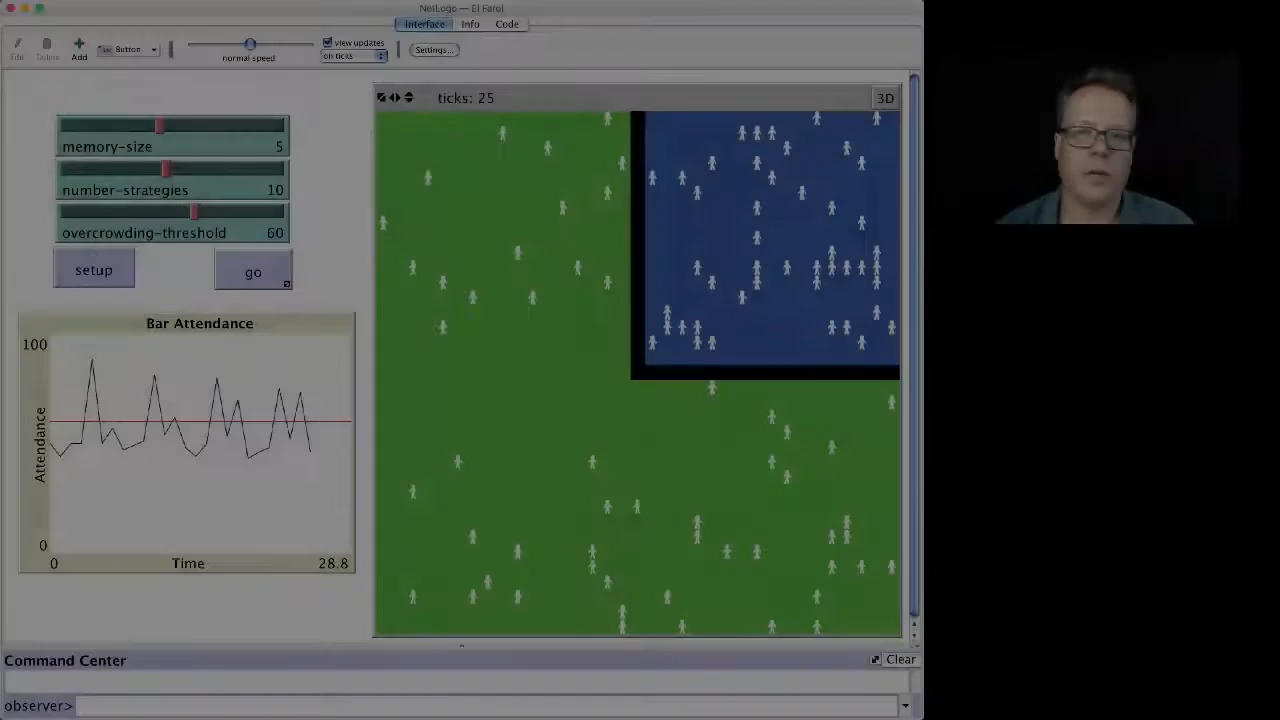 NetLogo — El Farol
Interface Info Code
Edit Delete Add Button normal speed view updates on ticks Settings...
ticks: 25 3D
memory-size 5
number-strategies 10
overcrowding-threshold 60
setup go
Bar Attendance
100
Attendance
0
0 Time 28.8
Command Center Clear
observer>